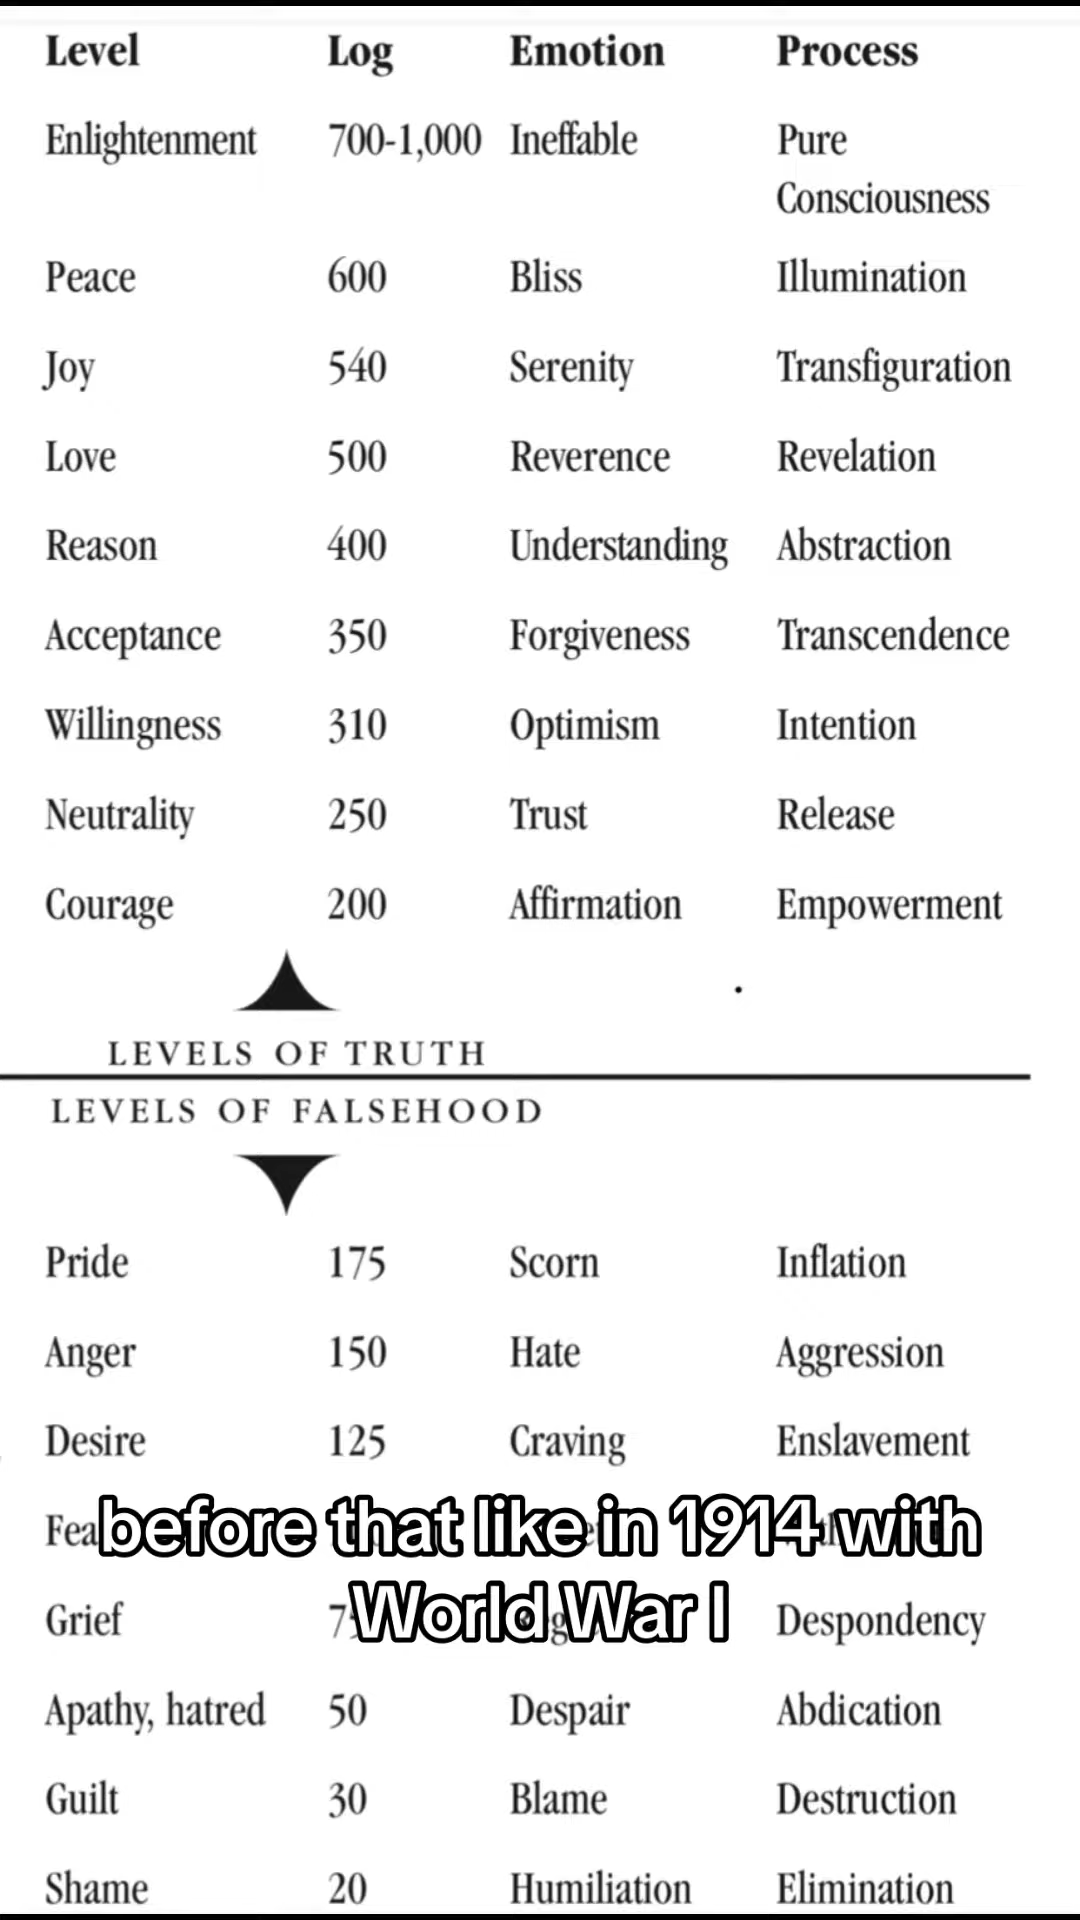 Level Log Emotion Process
Enlightenment 700-1,000 Ineffable Pure
Consciousness
Peace 600 Bliss Illumination
Joy 540 Serenity Transfiguration
Love 500 Reverence Revelation
Reason 400 Understanding Abstraction
Acceptance 350 Forgiveness Transcendence
Willingness 310 Optimism Intention
Neutrality 250 Trust Release
Courage 200 Affirmation Empowerment
LEVELS OF TRUTH
LEVELS OF FALSEHOOD
Pride 175 Scorn Inflation
Anger 150 Hate Aggression
Desire 125 Craving Enslavement
before that like in 1914 with
World War I
Grief Despondency
Apathy, hatred 50 Despair Abdication
Guilt 30 Blame Destruction
Shame 20 Humiliation Elimination